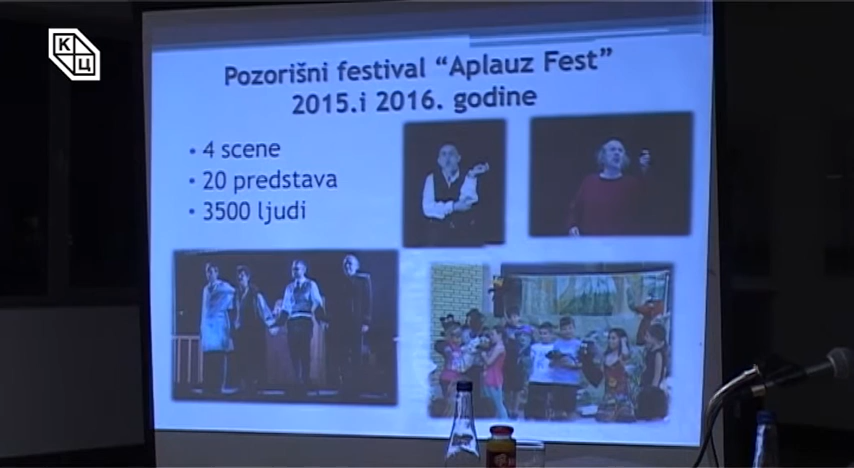 КЦ
Pozorišni festival “Aplauz Fest”
2015.i 2016. godine
• 4 scene
• 20 predstava
• 3500 ljudi